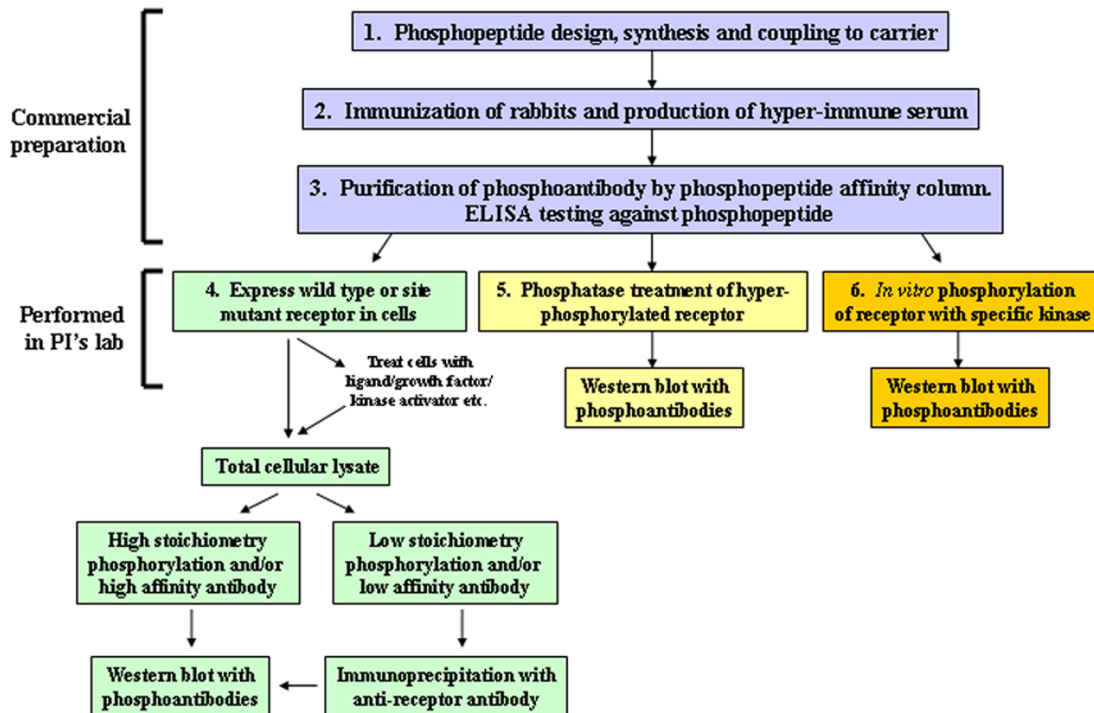 1. Phosphopeptide design, synthesis and coupling to carrier
Commercial
preparation
2. Immunization of rabbits and production of hyper-immune serum
3. Purification of phosphoantibody by phosphopeptide affinity column.
ELISA testing against phosphopeptide
Performed
in PI's lab
4. Express wild type or site
mutant receptor in cells
5. Phosphatase treatment of hyper-
phosphorylated receptor
6. In vitro phosphorylation
of receptor with specific kinase
Treat cells with
ligand/growth factor/
kinase activator etc.
Western blot with
phosphoantibodies
Western blot with
phosphoantibodies
Total cellular lysate
High stoichiometry
phosphorylation and/or
high affinity antibody
Low stoichiometry
phosphorylation and/or
low affinity antibody
Western blot with
phosphoantibodies
Immunoprecipitation with
anti-receptor antibody